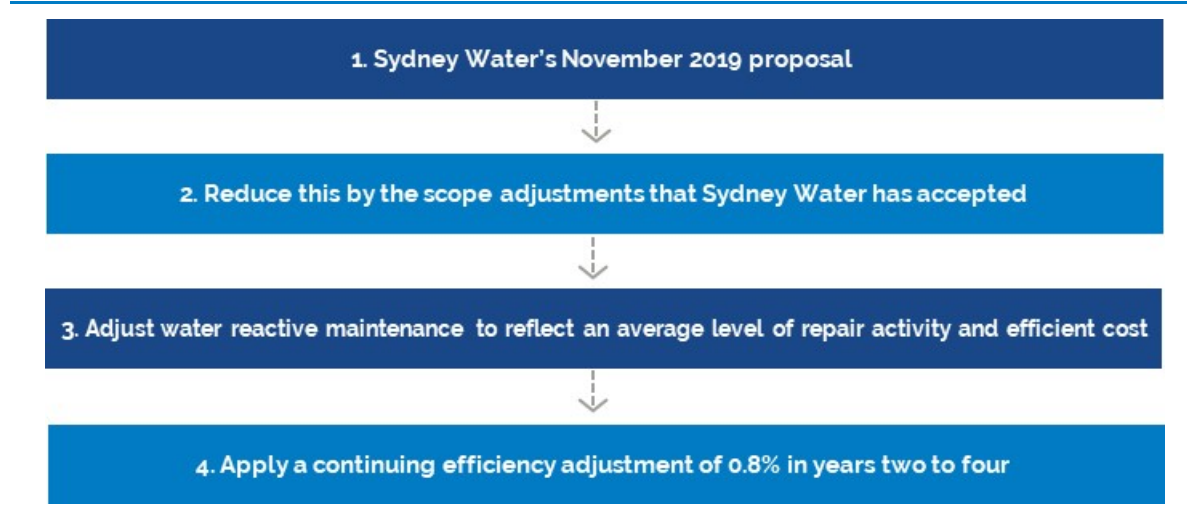 1. Sydney Water's November 2019 proposal
2. Reduce this by the scope adjustments that Sydney Water has accepted
3. Adjust water reactive maintenance to reflect an average level of repair activity and efficient cost
4. Apply a continuing efficiency adjustment of 0.8% in years two to four